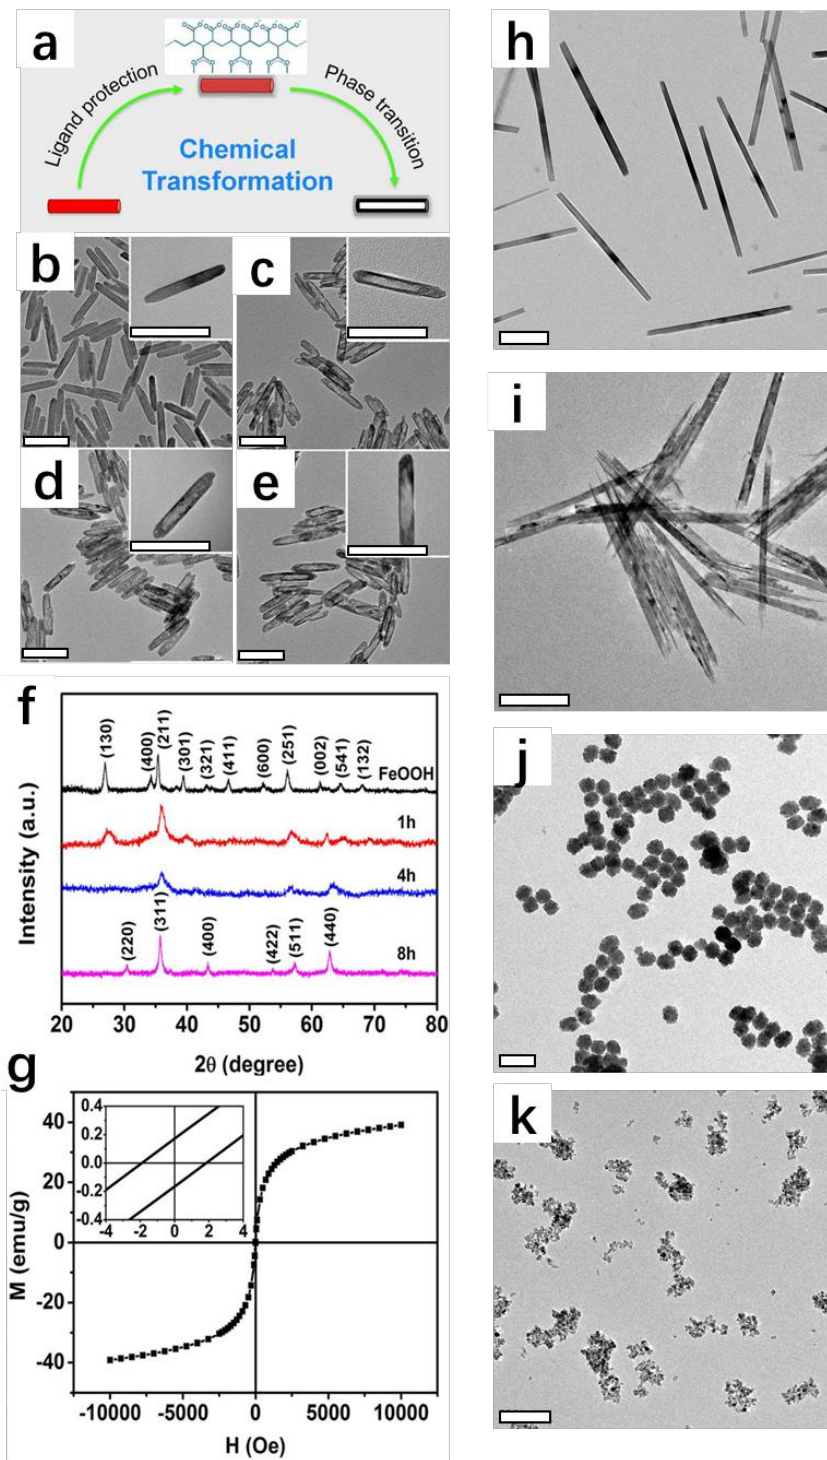 a
Ligand protection
Phase transition
Chemical
Transformation
b
c
d
e
f
(130)
(400)
(211)
(301)
(321)
(411)
(600)
(251)
(002)
(541)
(132)
FeOOH
1h
4h
8h
(220)
(311)
(400)
(422)
(511)
(440)
Intensity (a.u.)
20 30 40 50 60 70 80
2θ (degree)
g
0.4
0.2
0.0
-0.2
-0.4
-4 -2 0 2 4
40
20
0
-20
-40
M (emu/g)
-10000 -5000 0 5000 10000
H (Oe)
h
i
j
k